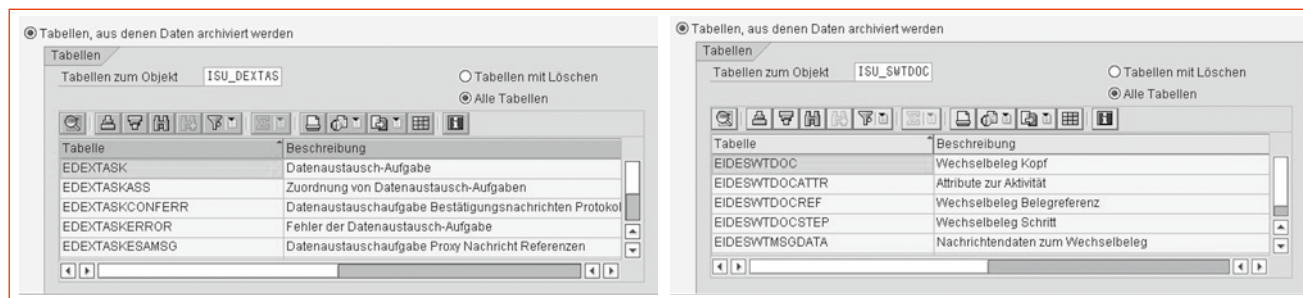 Tabellen, aus denen Daten archiviert werden
Tabellen
Tabellen zum Objekt ISU_DEXTAS
Tabellen mit Löschen
Alle Tabellen
Tabelle Beschreibung
EDEXTASK Datenaustausch-Aufgabe
EDEXTASKASS Zuordnung von Datenaustausch-Aufgaben
EDEXTASKCONFERR Datenaustauschaufgabe Bestätigungsnachrichten Protokol
EDEXTASKERROR Fehler der Datenaustausch-Aufgabe
EDEXTASKESAMSG Datenaustauschaufgabe Proxy Nachricht Referenzen
Tabellen, aus denen Daten archiviert werden
Tabellen
Tabellen zum Objekt ISU_SWTDOC
Tabellen mit Löschen
Alle Tabellen
Tabelle Beschreibung
EIDESWTDOC Wechselbeleg Kopf
EIDESWTDOCATTR Attribute zur Aktivität
EIDESWTDOCREF Wechselbeleg Belegreferenz
EIDESWTDOCSTEP Wechselbeleg Schritt
EIDESWTMSGDATA Nachrichtendaten zum Wechselbeleg